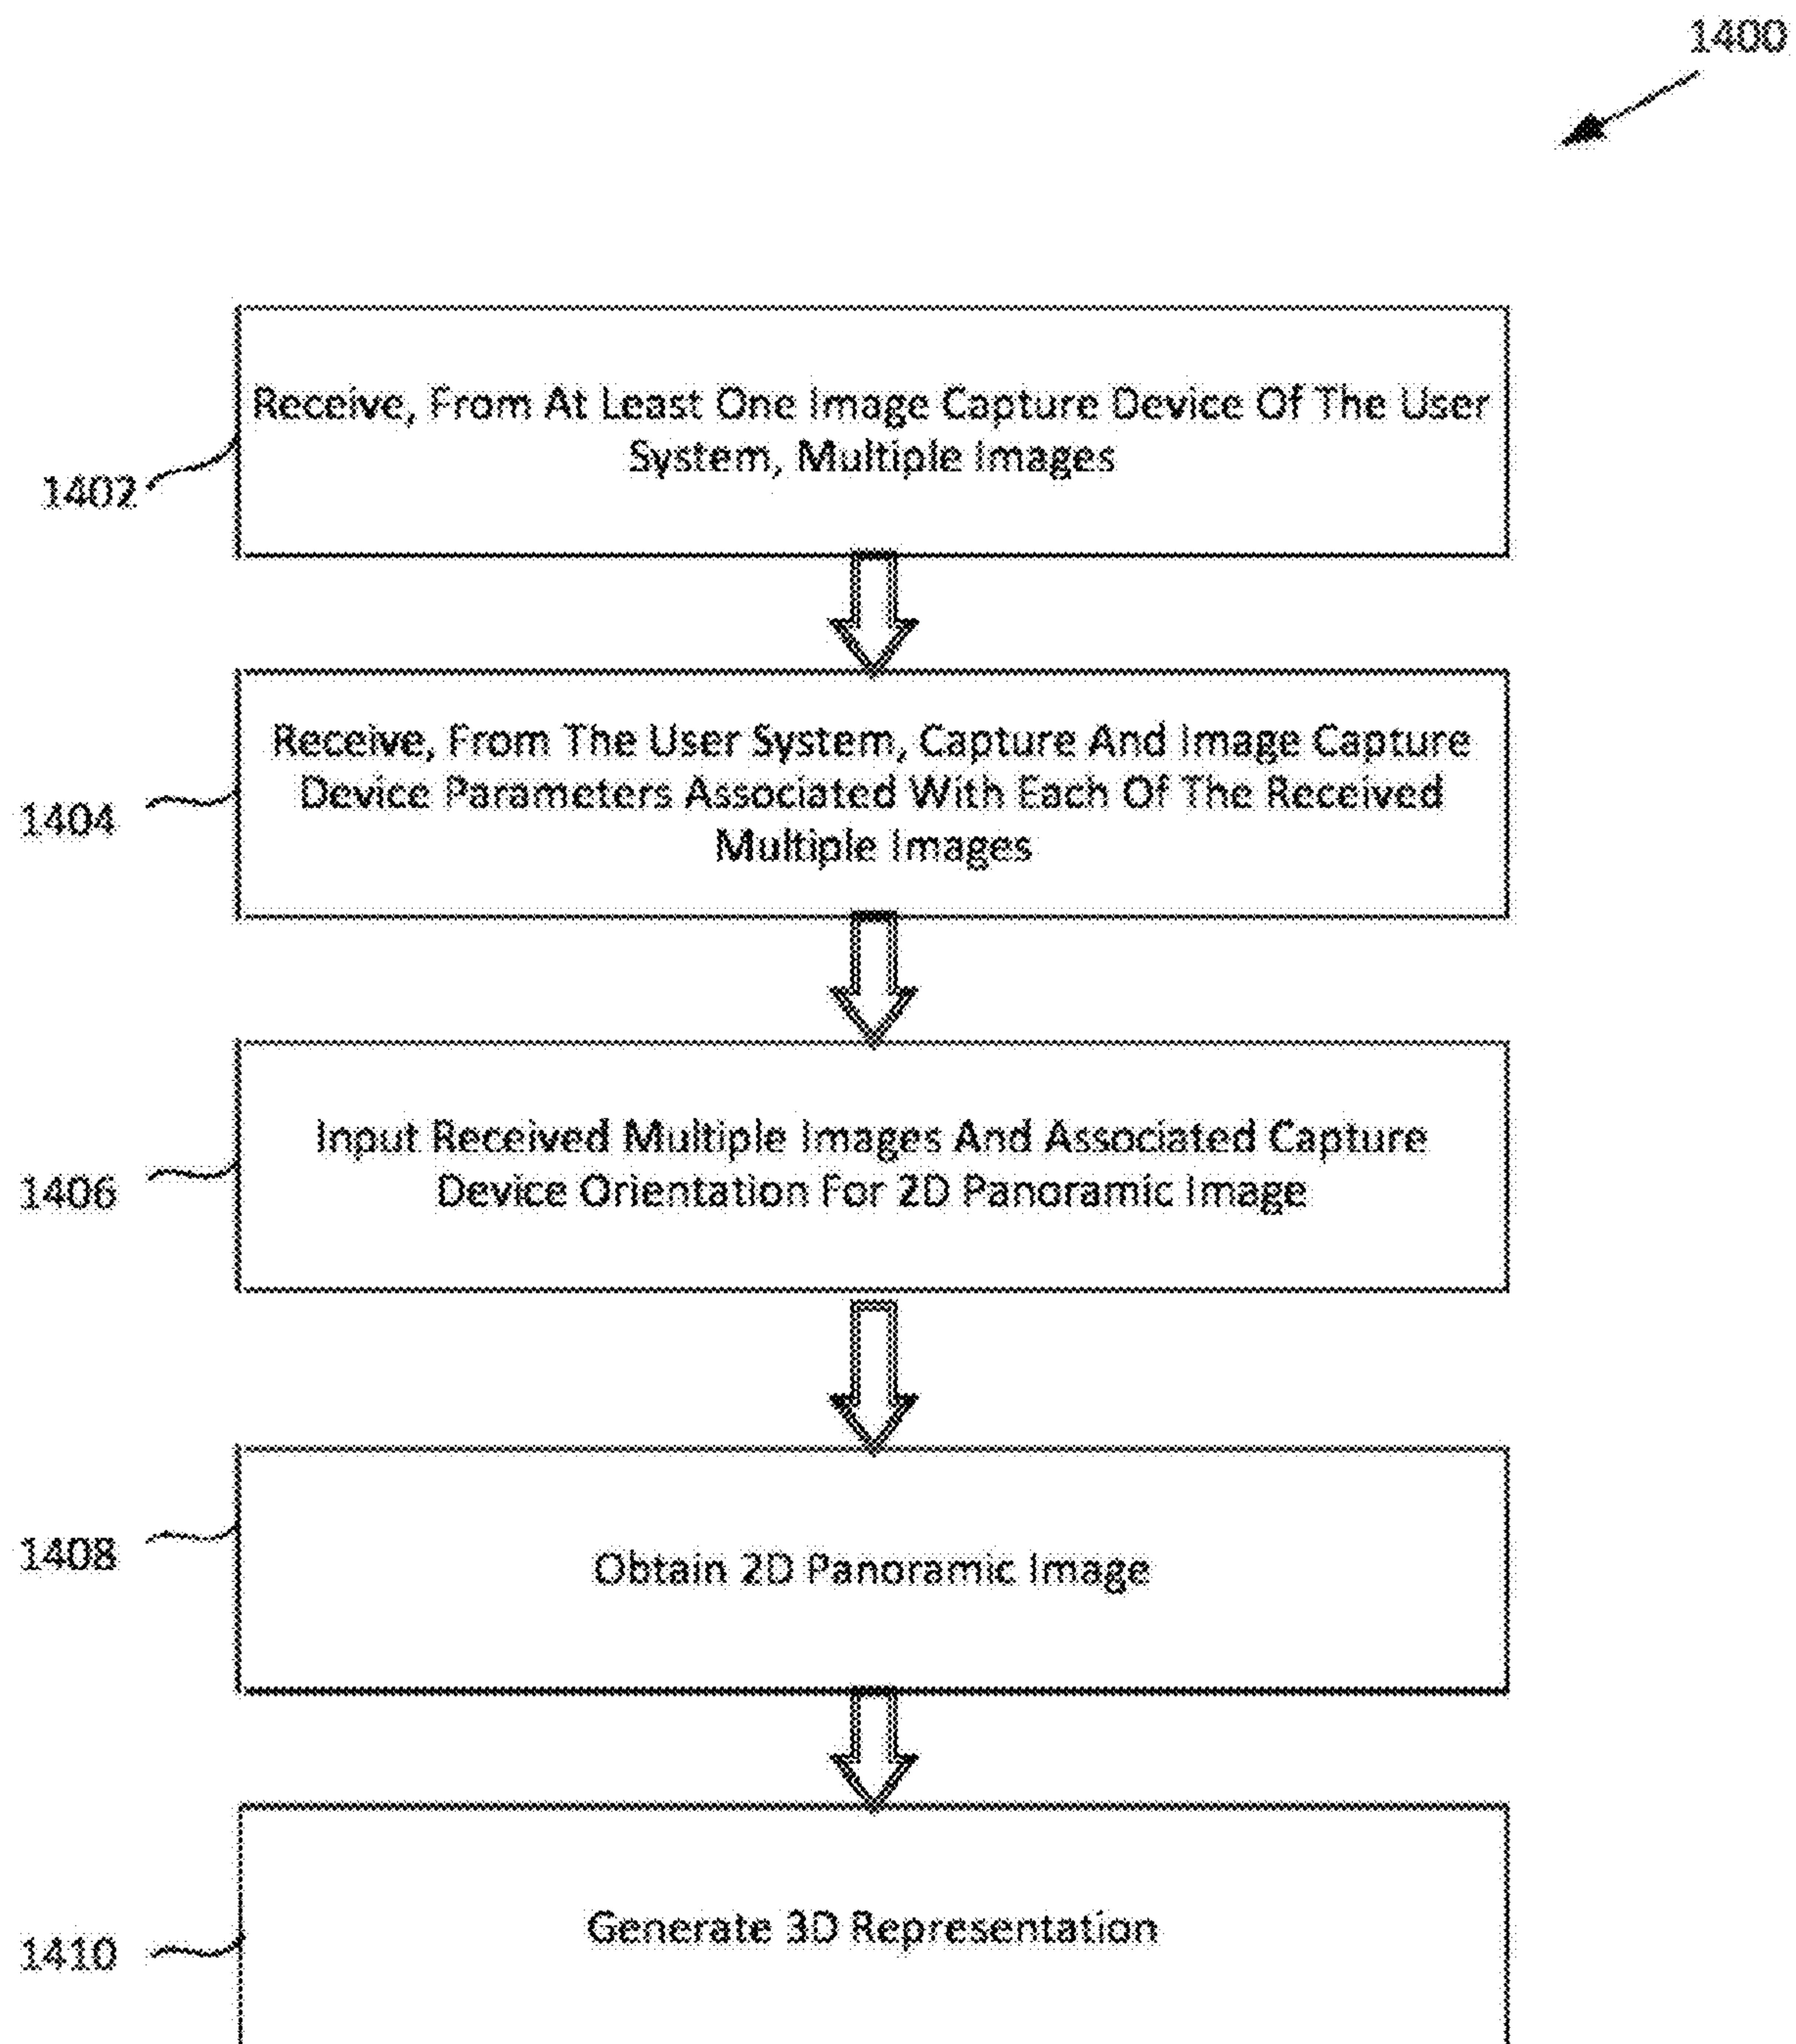 1400
Receive, From At Least One Image Capture Device Of The User
System, Multiple Images
1402
Receive, From The User System, Capture And Image Capture
Device Parameters Associated With Each Of The Received
Multiple Images
1404
Input Received Multiple Images And Associated Capture
Device Orientation For 2D Panoramic Image
1406
Obtain 2D Panoramic Image
1408
Generate 3D Representation
1410